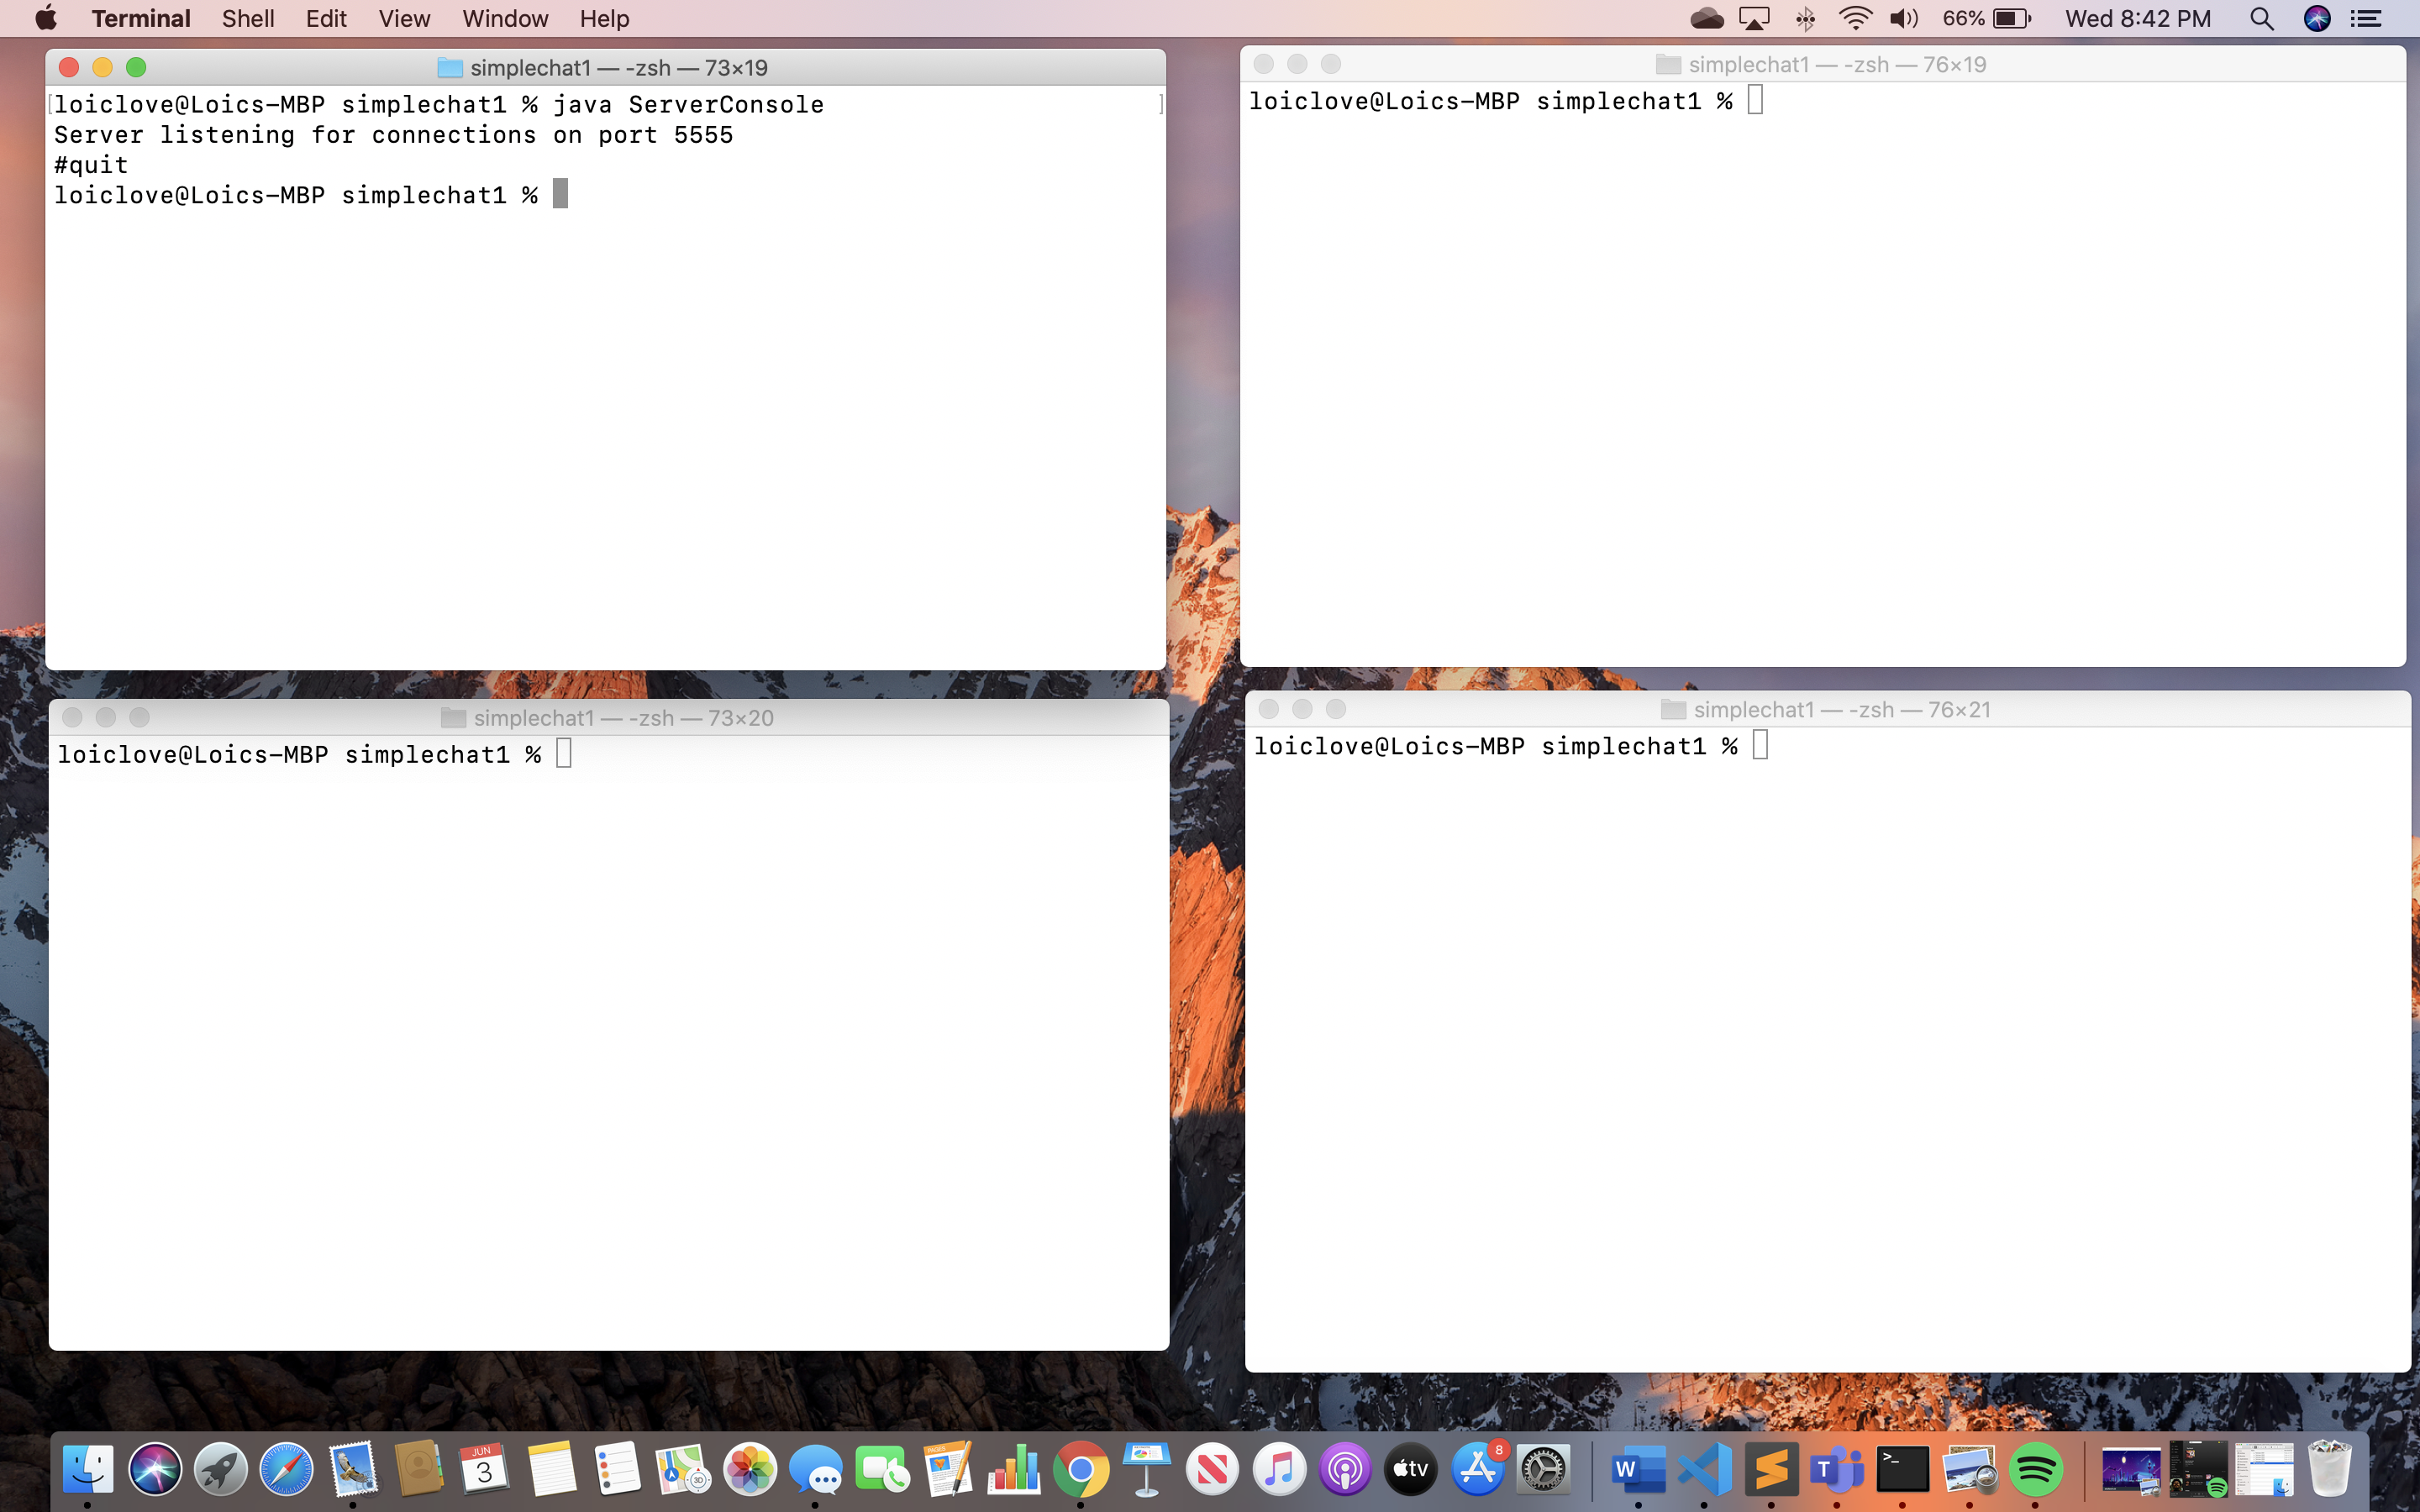 Terminal Shell Edit View Window Help 66% Wed 8:42 PM
simplechat1 — -zsh — 73×19
loiclove@Loics-MBP simplechat1 % java ServerConsole
Server listening for connections on port 5555
#quit
loiclove@Loics-MBP simplechat1 %
simplechat1 — -zsh — 76×19
loiclove@Loics-MBP simplechat1 %
simplechat1 — -zsh — 73×20
loiclove@Loics-MBP simplechat1 %
simplechat1 — -zsh — 76×21
loiclove@Loics-MBP simplechat1 %
JUN
3
3D
PAGES
tv
8
W
T
>_